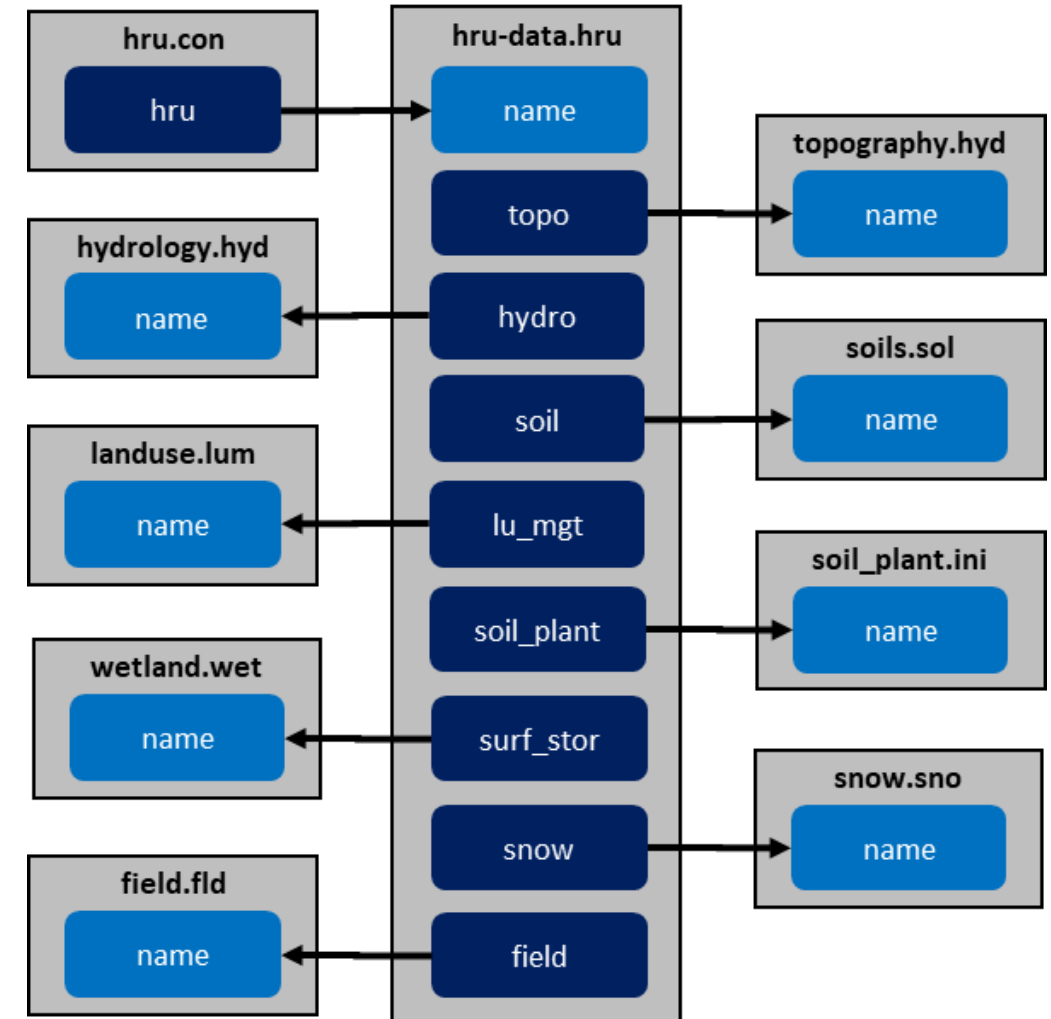 hru.con
hru
hru-data.hru
name
topo
hydro
soil
lu_mgt
soil_plant
surf_stor
snow
field
topography.hyd
name
hydrology.hyd
name
soils.sol
name
landuse.lum
name
soil_plant.ini
name
wetland.wet
name
snow.sno
name
field.fld
name